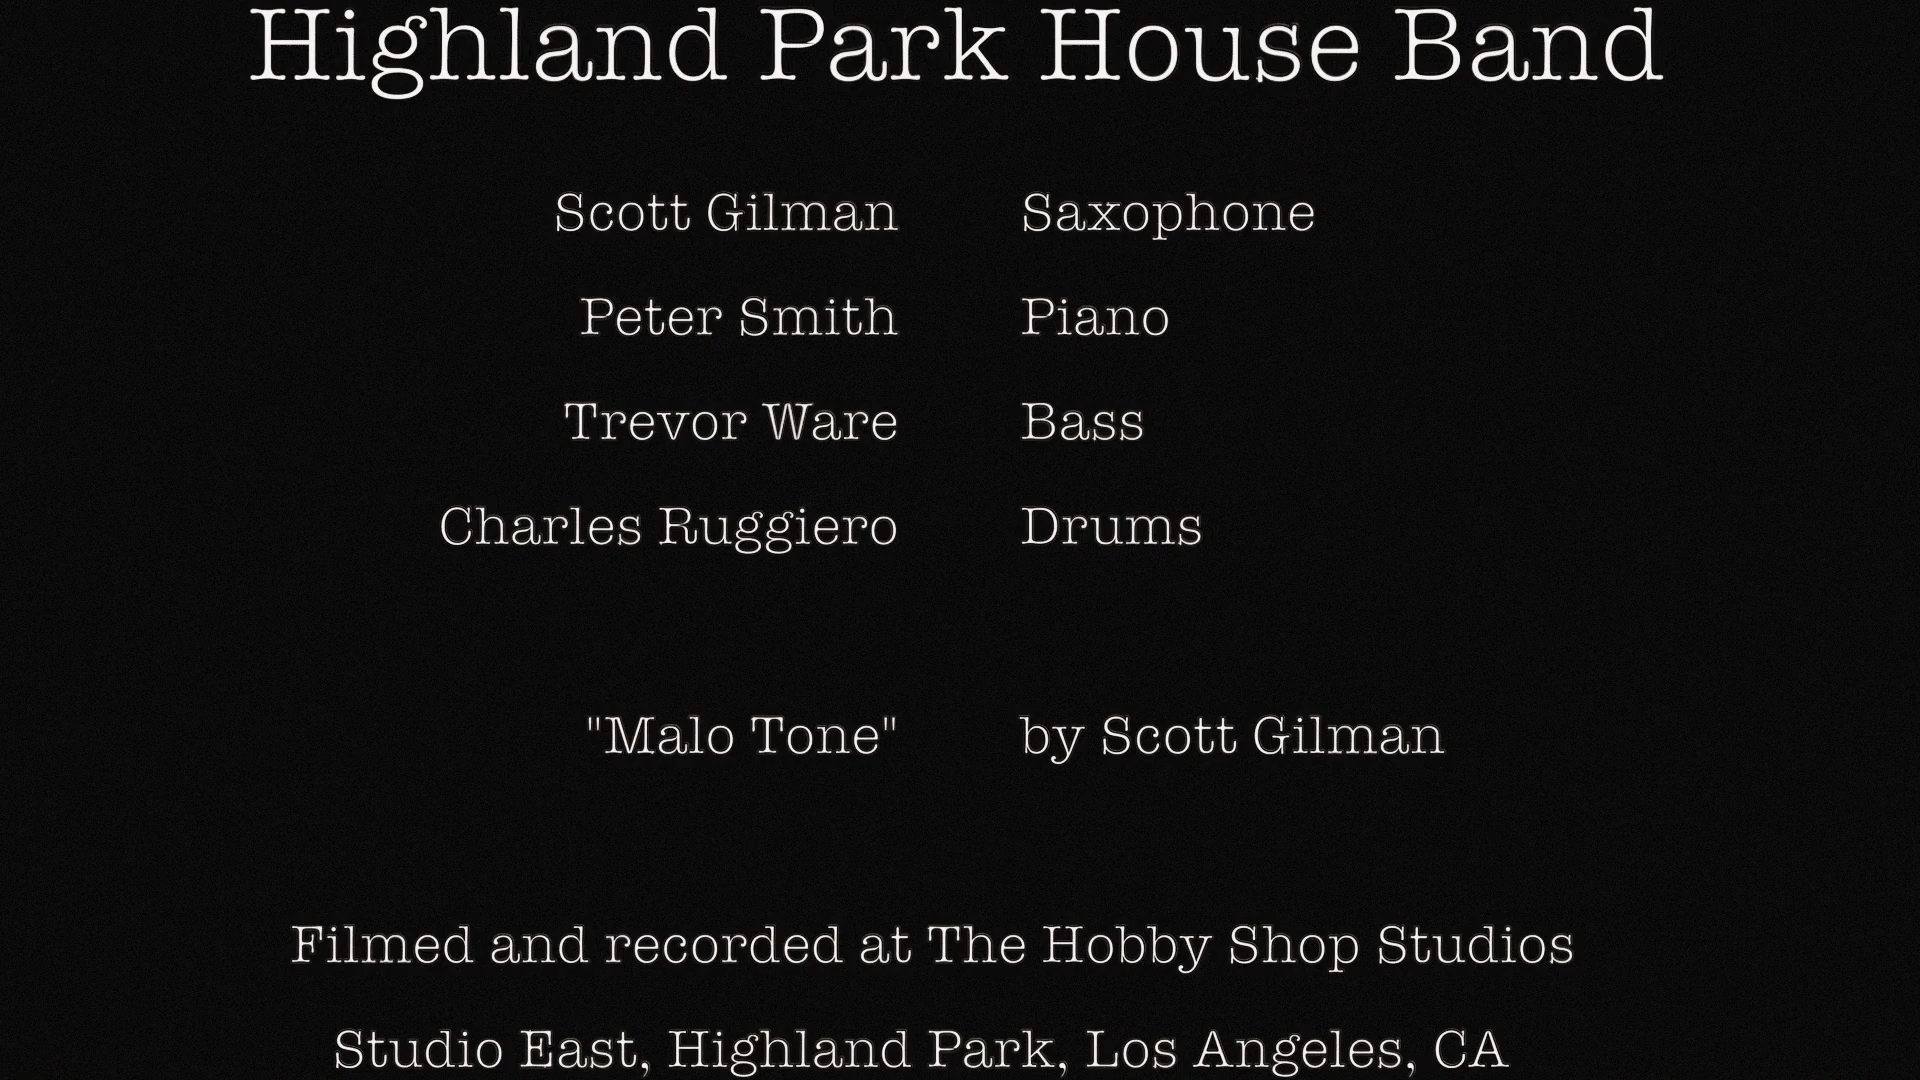 Highland Park House Band
Scott Gilman Saxophone
Peter Smith Piano
Trevor Ware Bass
Charles Ruggiero Drums
"Malo Tone" by Scott Gilman
Filmed and recorded at The Hobby Shop Studios
Studio East, Highland Park, Los Angeles, CA